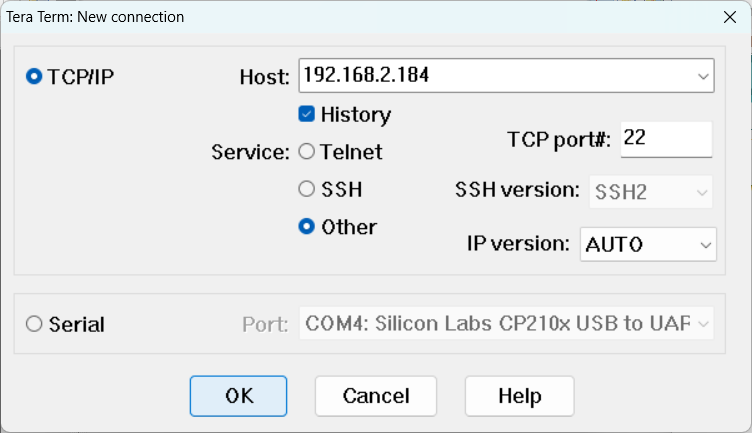 Tera Term: New connection
TCP/IP
Host: 192.168.2.184
History
Service: Telnet
TCP port#: 22
SSH
SSH version: SSH2
Other
IP version: AUTO
Serial
Port: COM4: Silicon Labs CP210x USB to UAR
OK
Cancel
Help